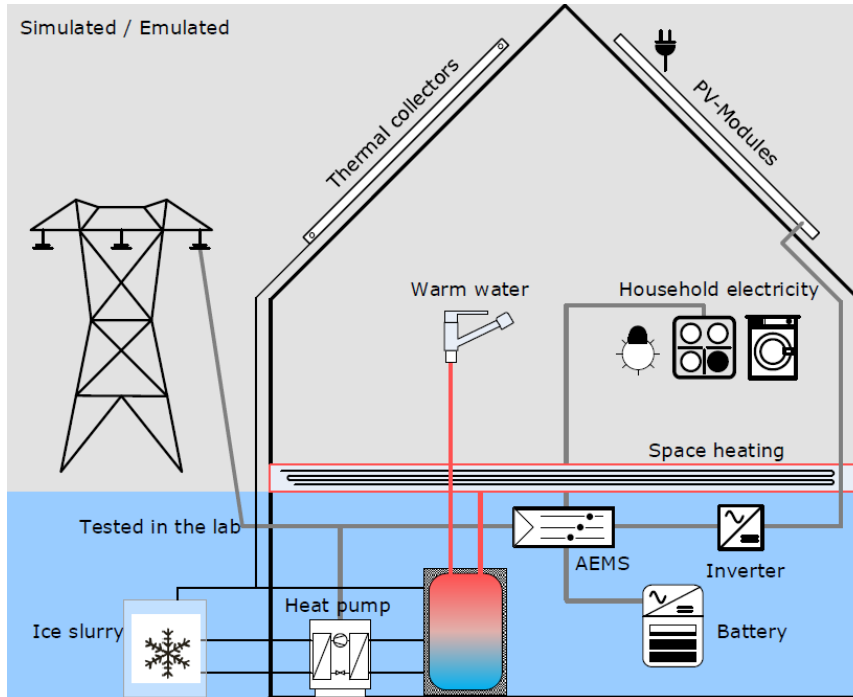 Simulated / Emulated
Thermal collectors
PV-Modules
Warm water
Household electricity
Space heating
Tested in the lab
AEMS
Inverter
Heat pump
Ice slurry
Battery